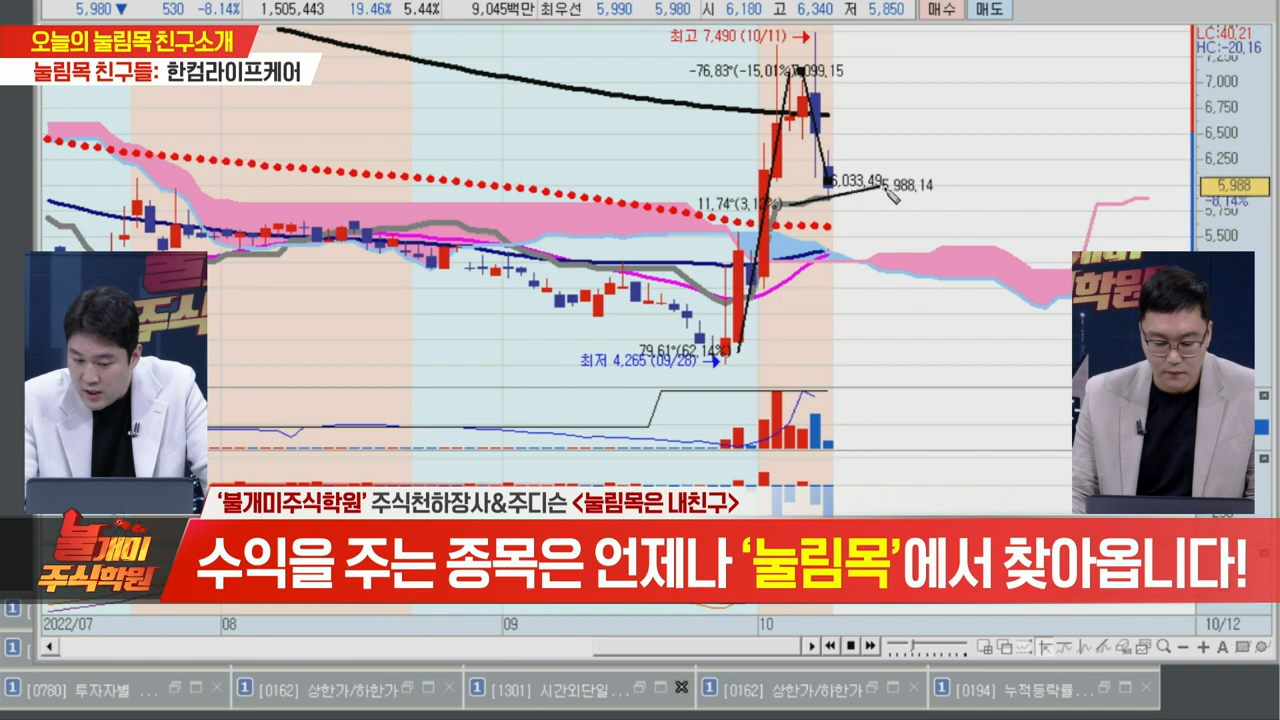 5,980 ▼ 530 -8.14% 1,505,443 19.46% 5.44% 9,045백만 최우선 5,990 5,980 시 6,180 고 6,340 저 5,850 매수 매도
오늘의 눌림목 친구소개
눌림목 친구들: 한컴라이프케어
최고 7,490 (10/11)
LC:40,21
HC:-20,16
7,250
-76,83°(-15,01%)
7,099,15
7,000
6,750
6,500
6,250
6,033,49
5,988,14
5,988
-8,14%
11,74°(3,12%)
5,750
5,500
79,61°(62,14%)
최저 4,265 (09/28)
불개미
주식학원
'불개미주식학원' 주식천하장사&주디슨 <눌림목은 내친구>
수익을 주는 종목은 언제나 '눌림목'에서 찾아옵니다!
2022/07 08 09 10 10/12
1 [0780] 투자자별 ... 1 [0162] 상한가/하한가 1 [1301] 시간외단일... 1 [0162] 상한가/하한가 1 [0194] 누적등락률...